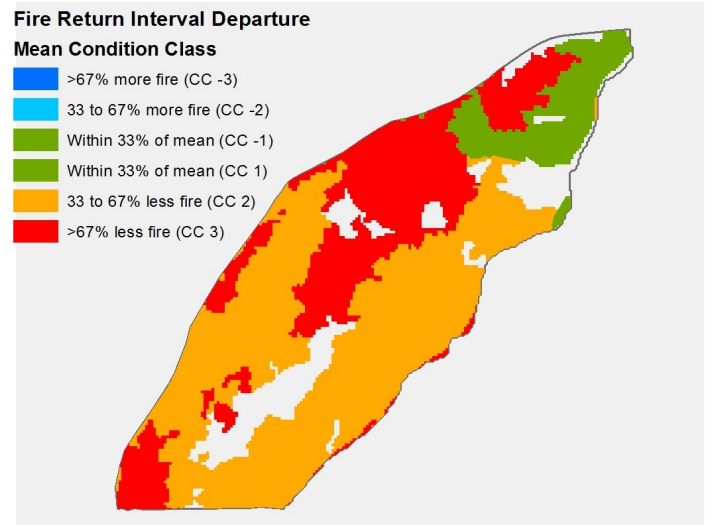 Fire Return Interval Departure
Mean Condition Class
>67% more fire (CC -3)
33 to 67% more fire (CC -2)
Within 33% of mean (CC -1)
Within 33% of mean (CC 1)
33 to 67% less fire (CC 2)
>67% less fire (CC 3)